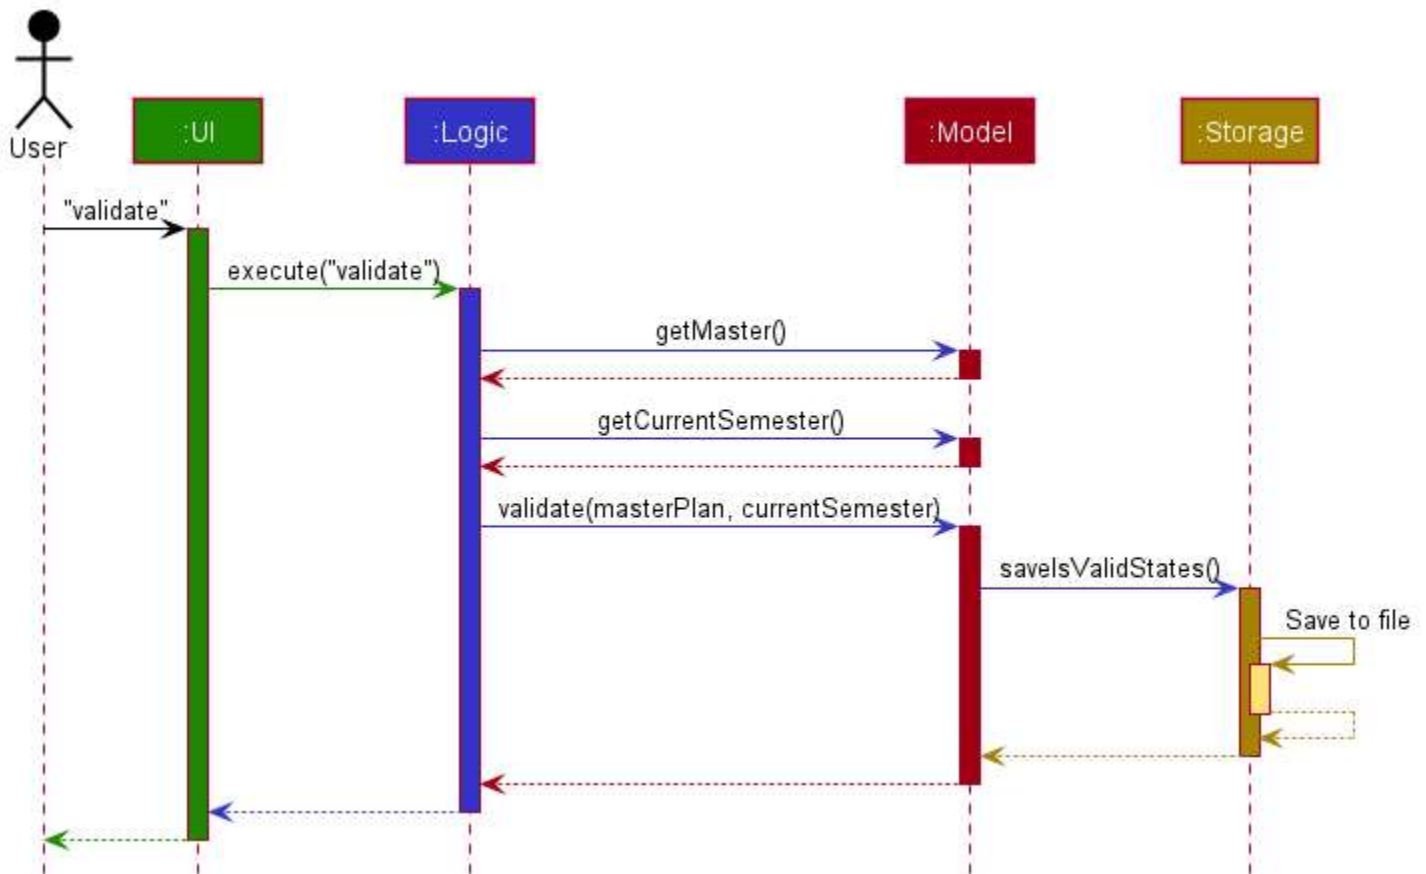 User
:UI
:Logic
:Model
:Storage
"validate"
execute("validate")
getMaster()
getCurrentSemester()
validate(masterPlan, currentSemester)
saveIsValidStates()
Save to file